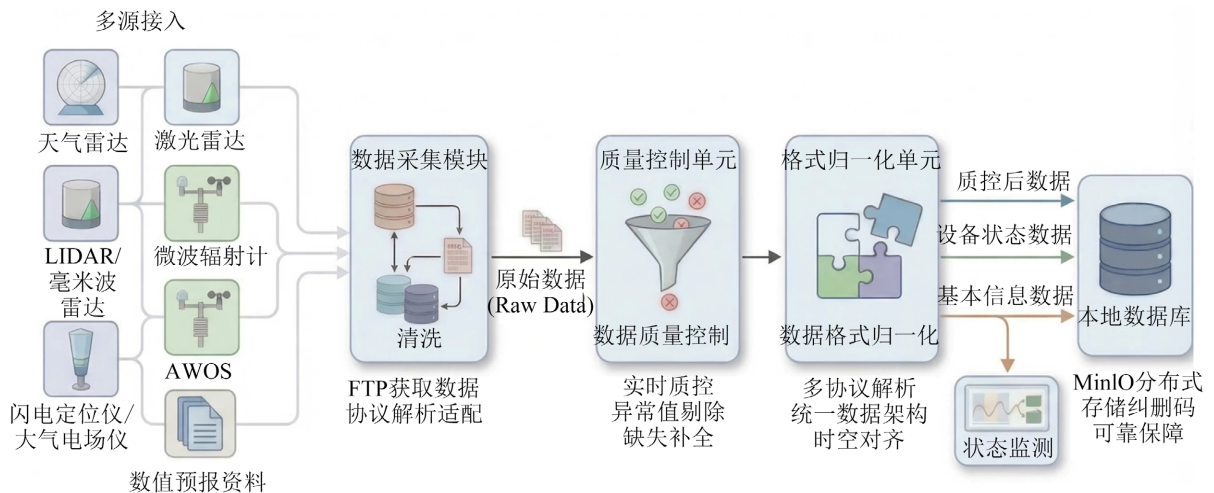 多源接入
天气雷达
激光雷达
LIDAR/
毫米波
雷达
微波辐射计
AWOS
闪电定位仪/
大气电场仪
数值预报资料
数据采集模块
清洗
FTP获取数据
协议解析适配
原始数据
(Raw Data)
质量控制单元
数据质量控制
实时质控
异常值剔除
缺失补全
格式归一化单元
数据格式归一化
多协议解析
统一数据架构
时空对齐
质控后数据
设备状态数据
基本信息数据
状态监测
本地数据库
MinIO分布式
存储纠删码
可靠保障